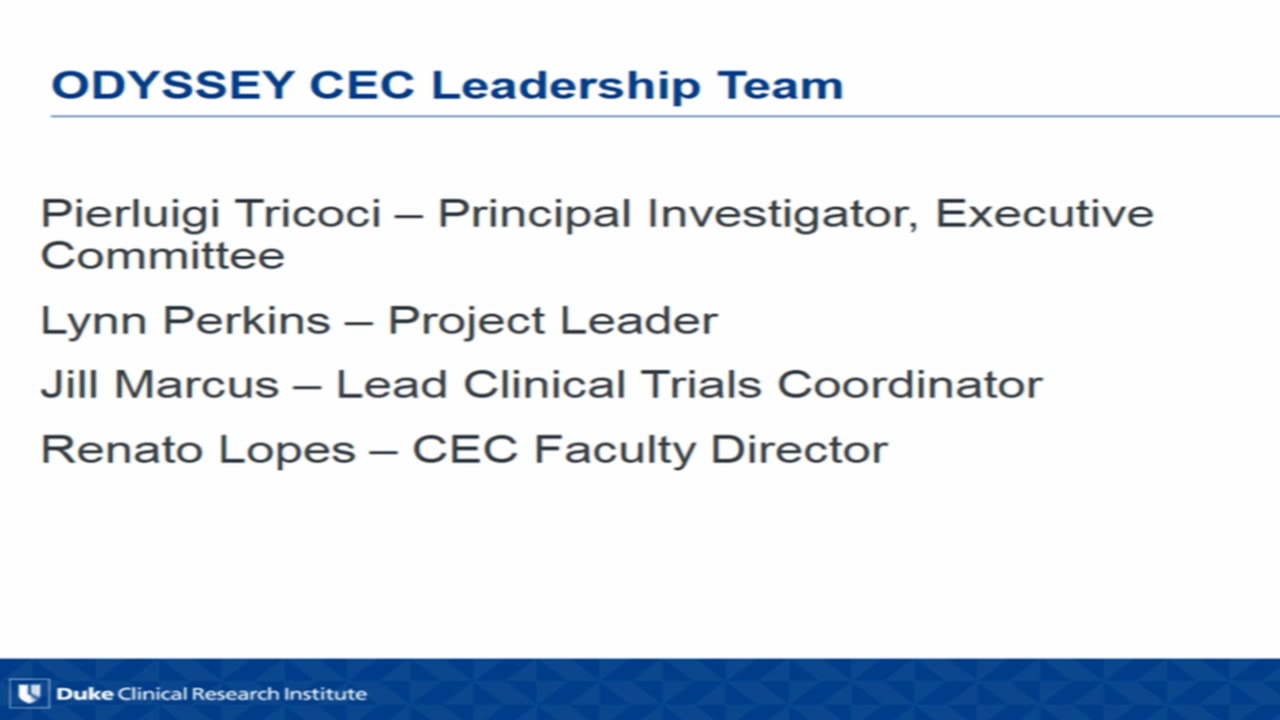 ODYSSEY CEC Leadership Team
Pierluigi Tricoci – Principal Investigator, Executive
Committee
Lynn Perkins – Project Leader
Jill Marcus – Lead Clinical Trials Coordinator
Renato Lopes – CEC Faculty Director
Duke Clinical Research Institute